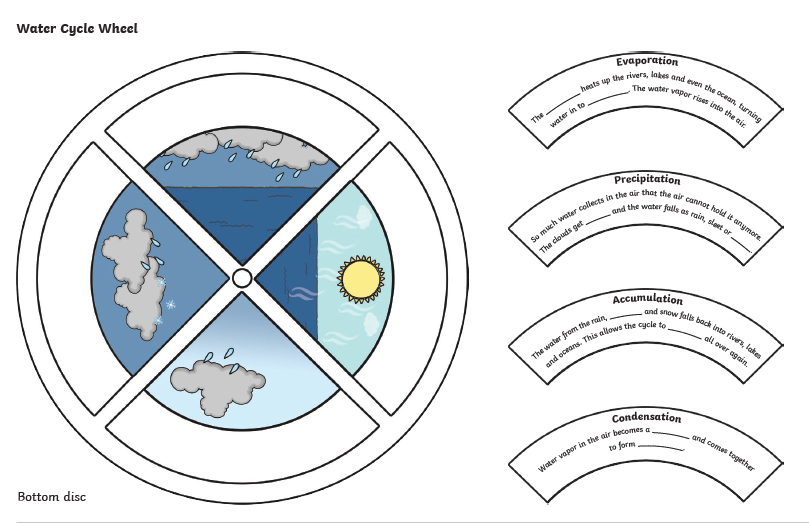 Water Cycle Wheel
Evaporation
The ________ heats up the rivers, lakes and even the ocean, turning
water in to ________. The water vapor rises into the air.
Precipitation
So much water collects in the air that the air cannot hold it anymore.
The clouds get ______ and the water falls as rain, sleet or ______.
Accumulation
The water from the rain, ________ and snow falls back into rivers, lakes
and oceans. This allows the cycle to ________ all over again.
Condensation
Water vapor in the air becomes a ________ and comes together
to form __________.
Bottom disc